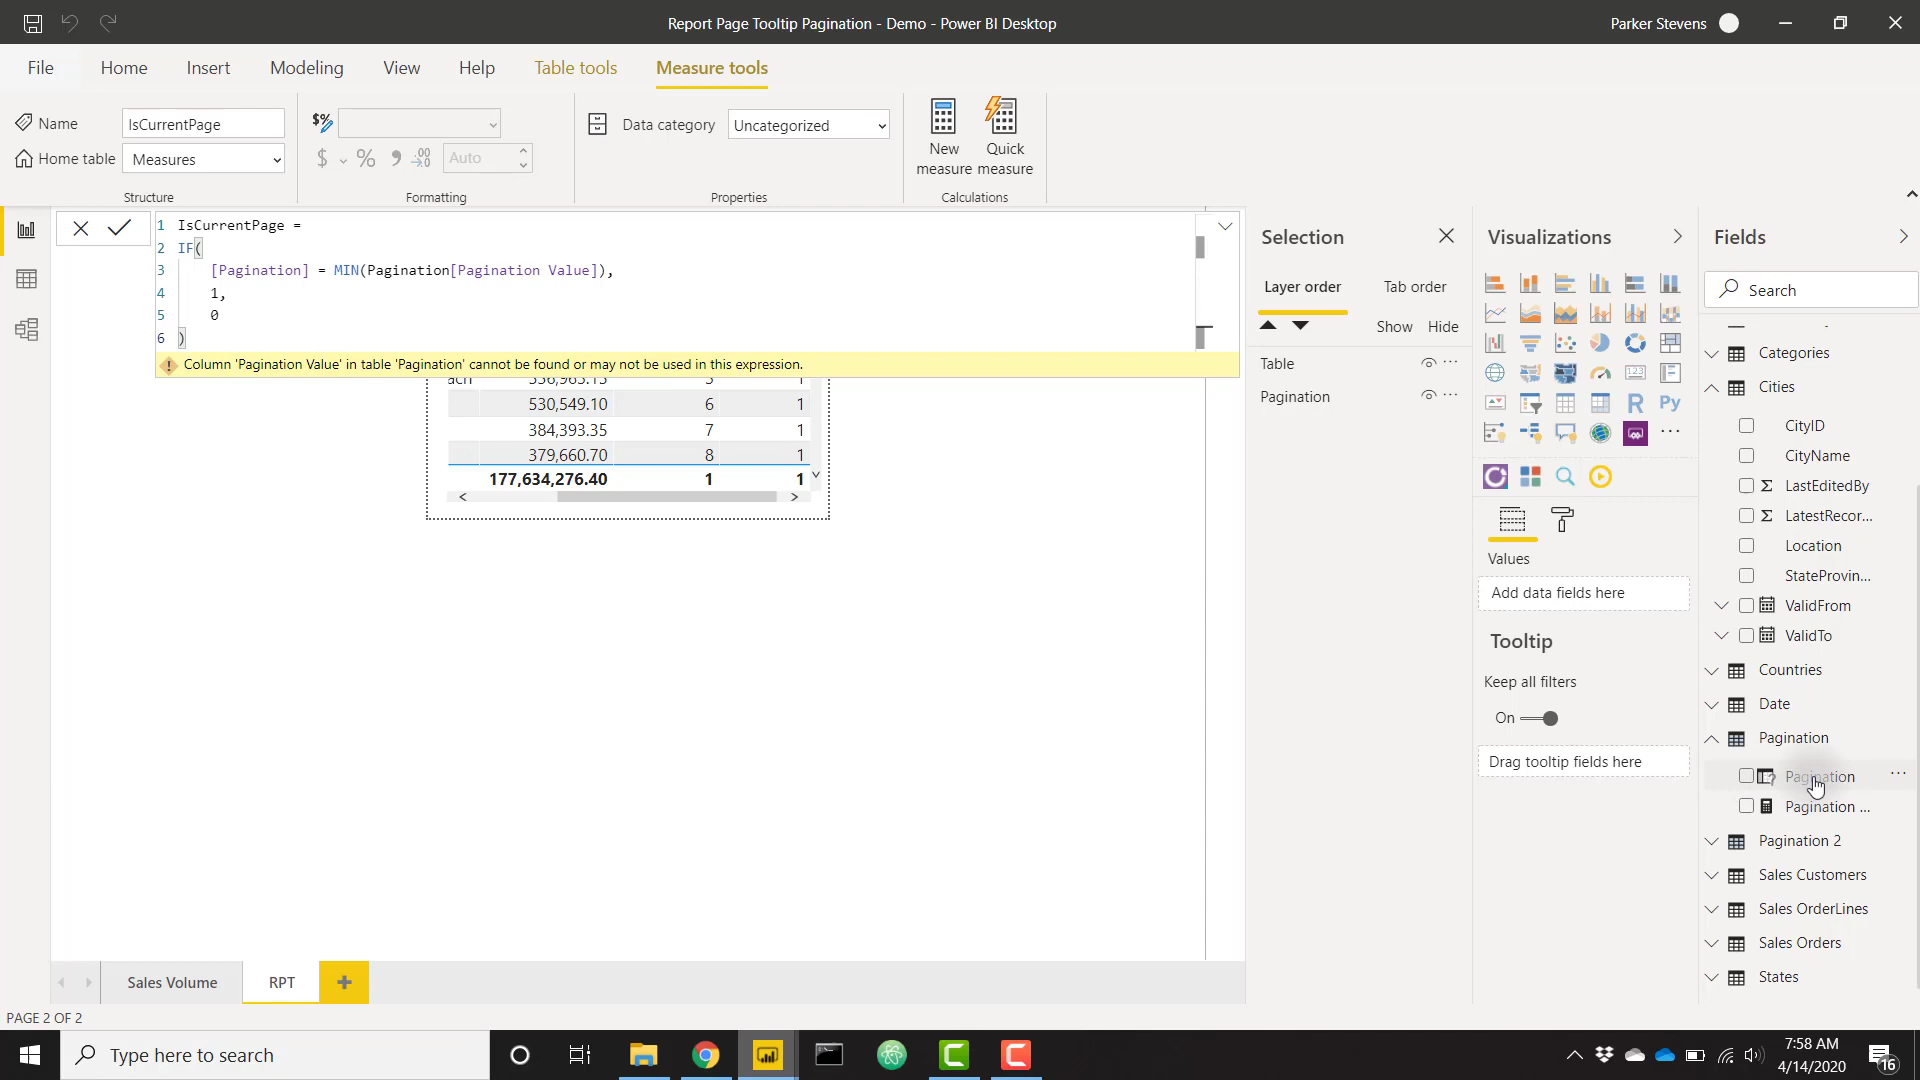 Report Page Tooltip Pagination - Demo - Power BI Desktop
Parker Stevens
File Home Insert Modeling View Help Table tools Measure tools
Name IsCurrentPage
Home table Measures
Structure
$ % Auto
Formatting
Data category Uncategorized
Properties
New measure
Quick measure
Calculations
1 IsCurrentPage =
2 IF(
3 [Pagination] = MIN(Pagination[Pagination Value]),
4 1,
5 0
6 )
Column 'Pagination Value' in table 'Pagination' cannot be found or may not be used in this expression.
530,549.10 6 1
384,393.35 7 1
379,660.70 8 1
177,634,276.40 1 1
Sales Volume RPT
PAGE 2 OF 2
Selection
Layer order Tab order
Show Hide
Table
Pagination
Visualizations
R Py
Values
Add data fields here
Tooltip
Keep all filters
On
Drag tooltip fields here
Fields
Search
Categories
Cities
CityID
CityName
LastEditedBy
LatestRecor...
Location
StateProvin...
ValidFrom
ValidTo
Countries
Date
Pagination
Pagination
Pagination ...
Pagination 2
Sales Customers
Sales OrderLines
Sales Orders
States
Type here to search
7:58 AM
4/14/2020
16